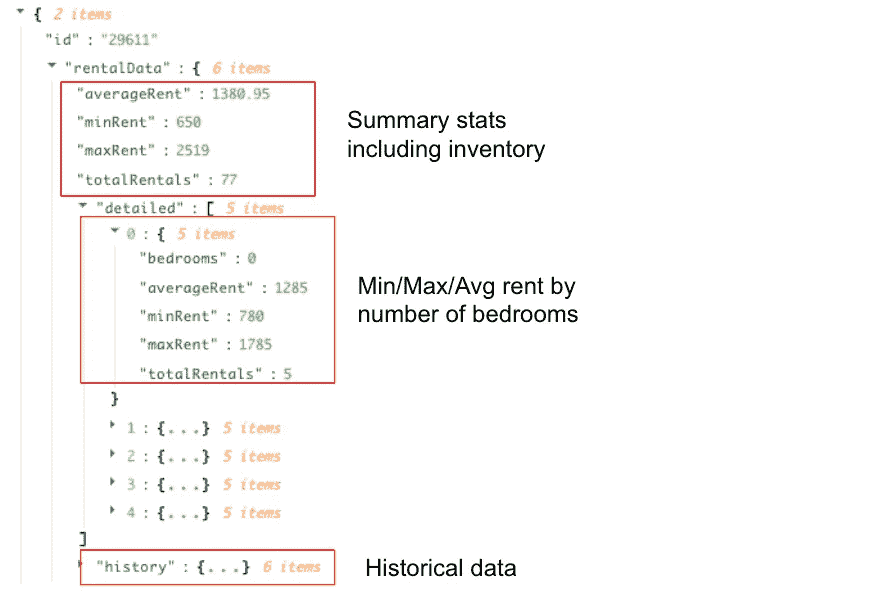 { 2 items
"id" : "29611"
"rentalData" : { 6 items
"averageRent" : 1380.95
"minRent" : 650
"maxRent" : 2519
"totalRentals" : 77
Summary stats
including inventory
"detailed" : [ 5 items
0 : { 5 items
"bedrooms" : 0
"averageRent" : 1285
"minRent" : 780
"maxRent" : 1785
"totalRentals" : 5
Min/Max/Avg rent by
number of bedrooms
}
1 : {...} 5 items
2 : {...} 5 items
3 : {...} 5 items
4 : {...} 5 items
]
"history" : {...} 6 items
Historical data